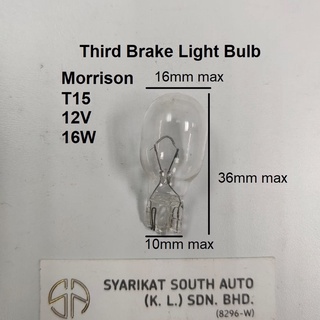 Third Brake Light Bulb
Morrison
16mm max
T15
12V
16W
36mm max
10mm max
SYARIKAT SOUTH AUTO
(K. L.) SDN. BHD.
(8296-W)